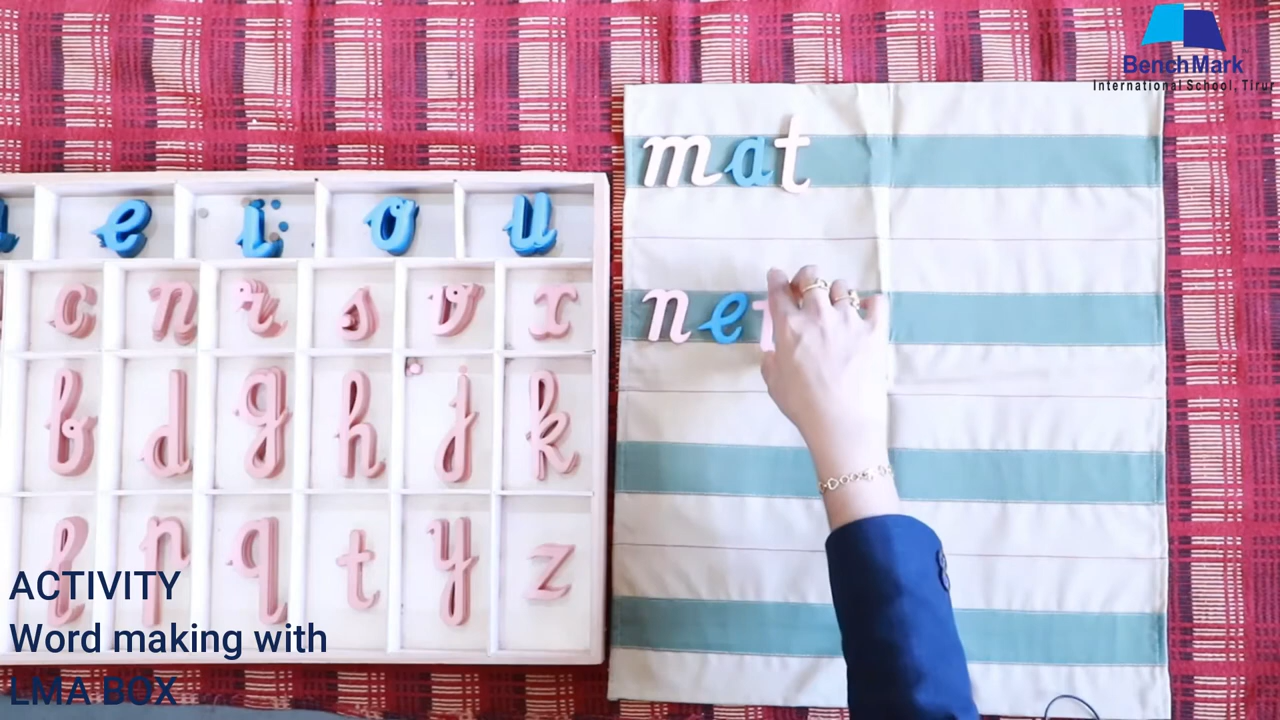 BenchMark
International School, Tirur
mat
e i o u
c n r s v x
b d g h j k
l p q t y z
ne
ACTIVITY
Word making with
LMA BOX